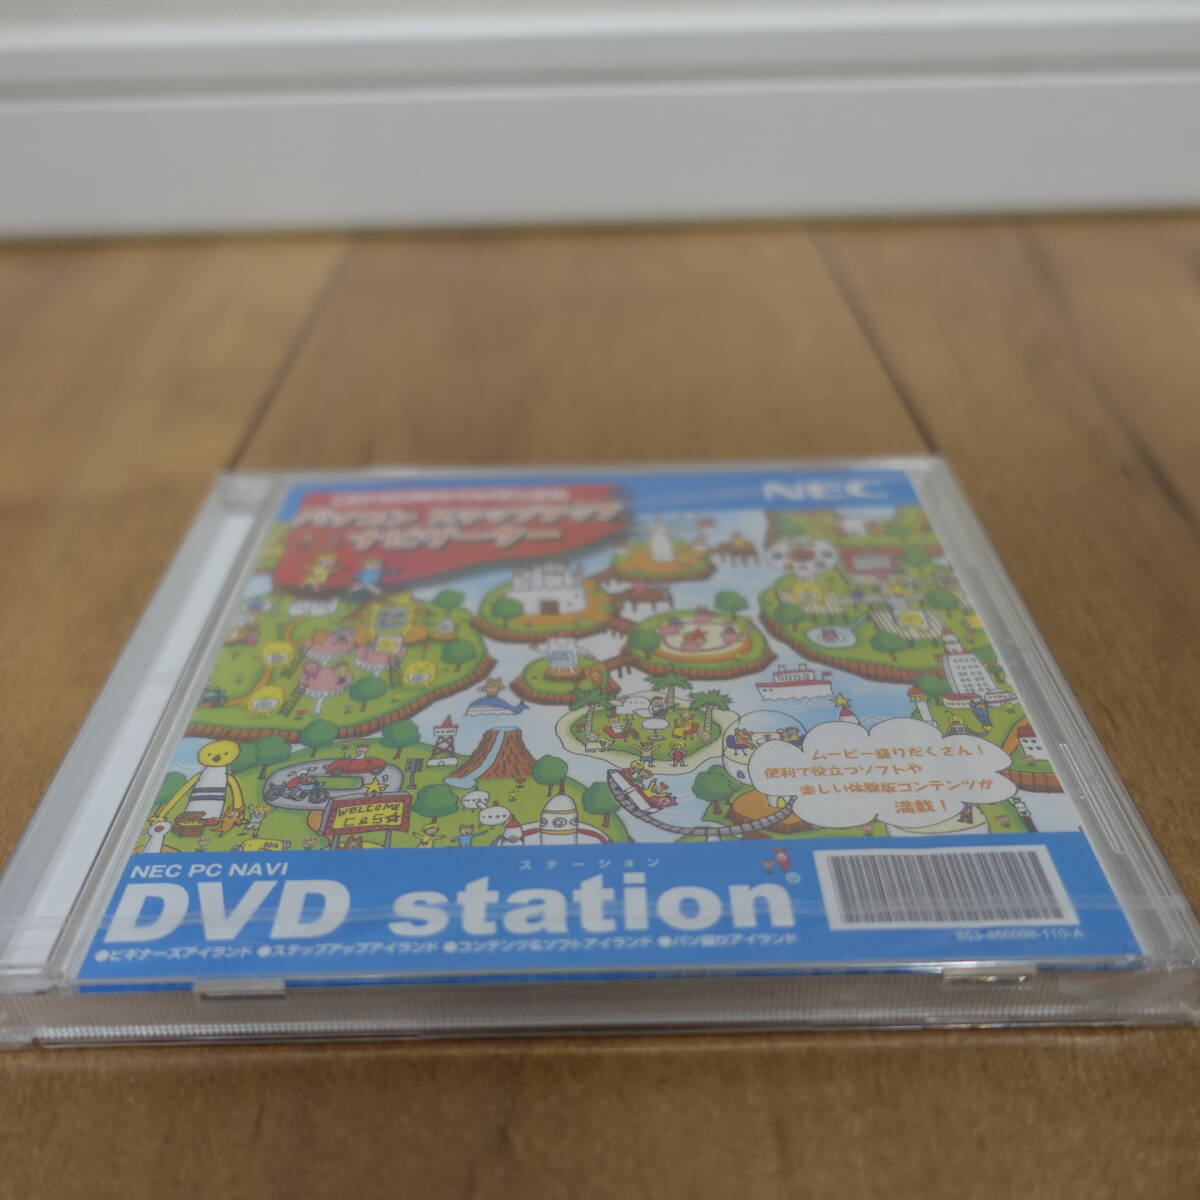 NEC
パソコン ステップアップ
ナビゲーター
ムービー盛りだくさん!
便利で役立つソフトや
楽しい体験版コンテンツが
満載!
WELCOME
NEC PC NAVI
ステーション
DVD station®
●ビギナーズアイランド ●ステップアップアイランド ●コンテンツ&ソフトアイランド ●パソ盛りアイランド